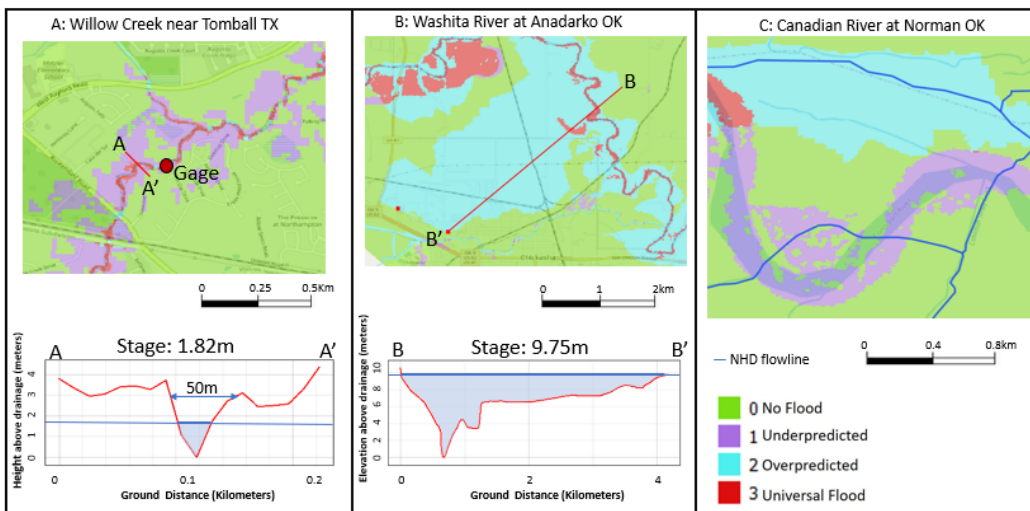 A: Willow Creek near Tomball TX
B: Washita River at Anadarko OK
C: Canadian River at Norman OK
A
A'
Gage
B
B'
0 0.25 0.5Km
0 1 2km
0 0.4 0.8km
A Stage: 1.82m A'
50m
Height above drainage (meters)
4
3
2
1
0
0 0.1 0.2
Ground Distance (Kilometers)
B Stage: 9.75m B'
Elevation above drainage (meters)
10
8
6
4
2
0
0 2 4
Ground Distance (Kilometers)
NHD flowline
0 No Flood
1 Underpredicted
2 Overpredicted
3 Universal Flood